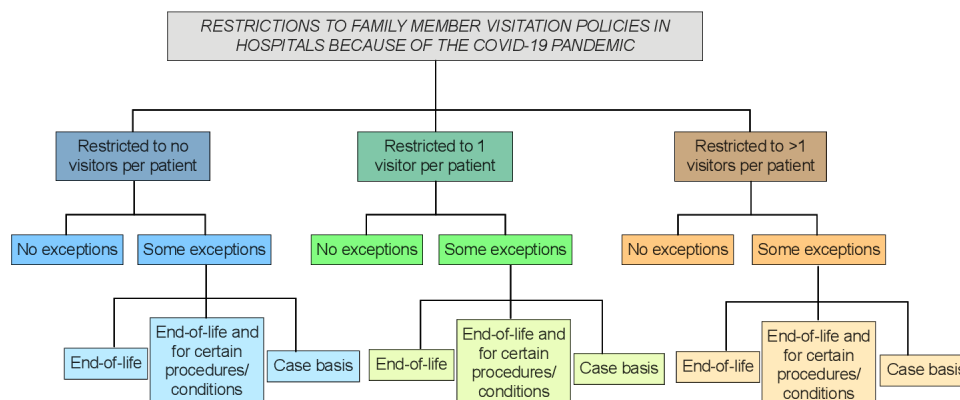 RESTRICTIONS TO FAMILY MEMBER VISITATION POLICIES IN
HOSPITALS BECAUSE OF THE COVID-19 PANDEMIC
Restricted to no
visitors per patient
Restricted to 1
visitor per patient
Restricted to >1
visitors per patient
No exceptions
Some exceptions
No exceptions
Some exceptions
No exceptions
Some exceptions
End-of-life
End-of-life and
for certain
procedures/
conditions
Case basis
End-of-life
End-of-life and
for certain
procedures/
conditions
Case basis
End-of-life
End-of-life and
for certain
procedures/
conditions
Case basis